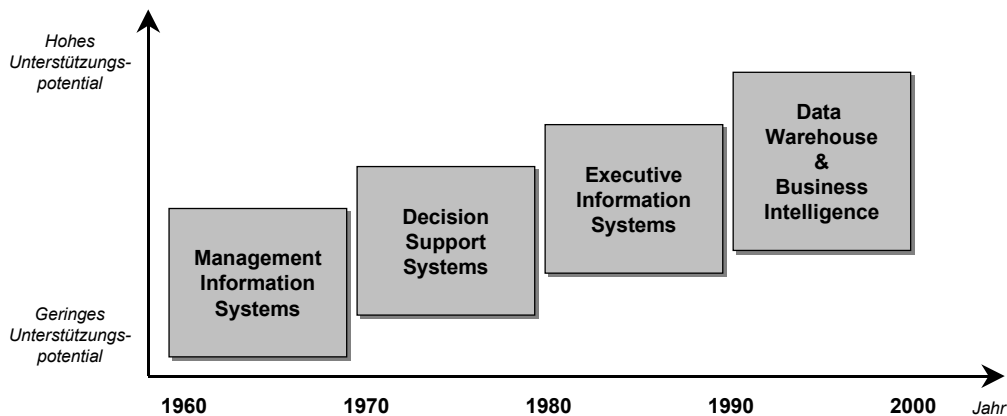 Hohes
Unterstützungs-
potential
Data
Warehouse
&
Business
Intelligence
Executive
Information
Systems
Decision
Support
Systems
Management
Information
Systems
Geringes
Unterstützungs-
potential
1960 1970 1980 1990 2000 Jahr